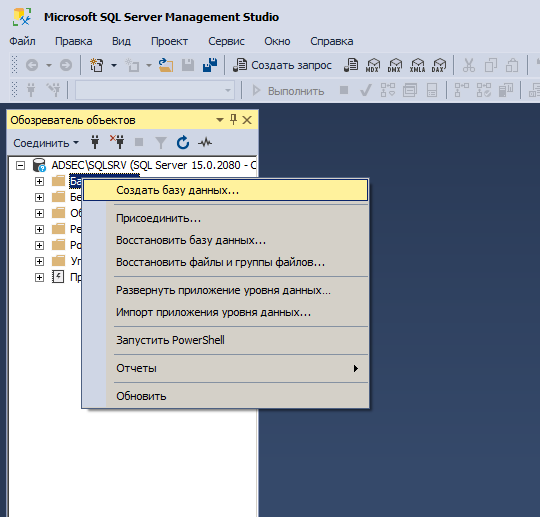 Microsoft SQL Server Management Studio
Файл Правка Вид Проект Сервис Окно Справка
Создать запрос MDX DMX XMLA DAX
Выполнить
Обозреватель объектов
Соединить
ADSEC\SQLSRV (SQL Server 15.0.2080 -
Создать базу данных...
Присоединить...
Восстановить базу данных...
Восстановить файлы и группы файлов...
Развернуть приложение уровня данных...
Импорт приложения уровня данных...
Запустить PowerShell
Отчеты
Обновить